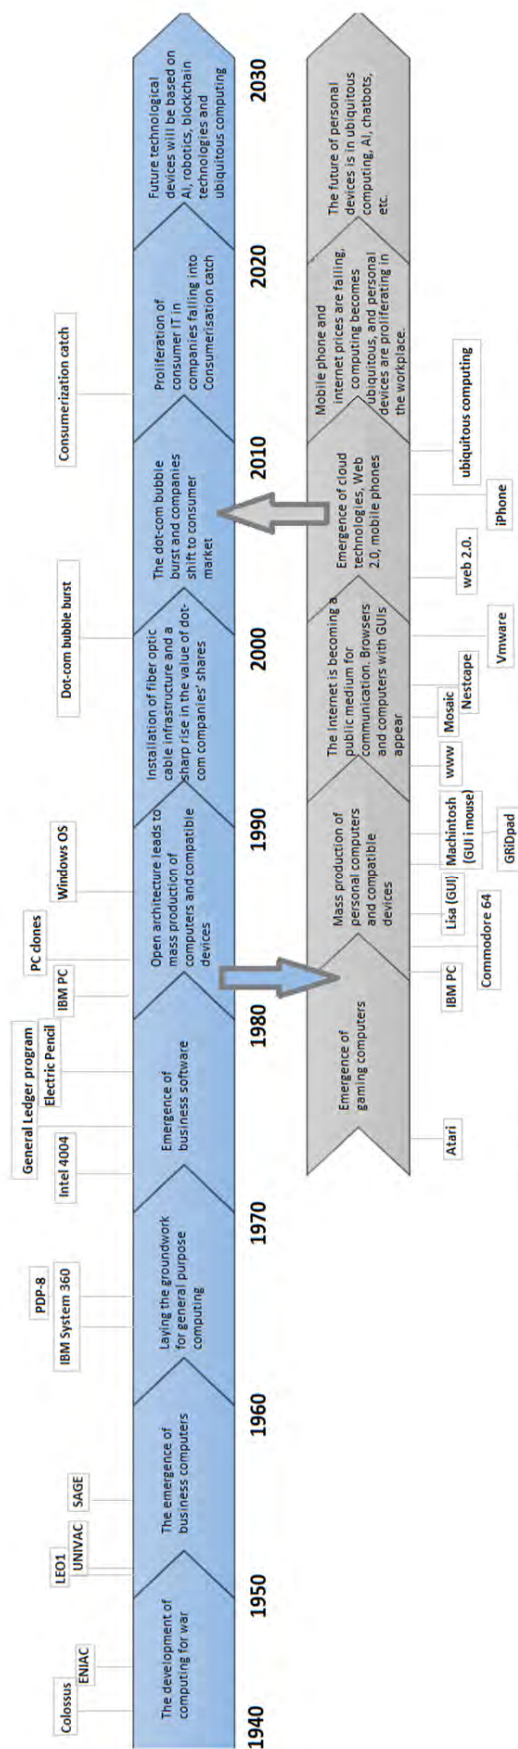 Consumerization catch
Dot-com bubble burst
Windows OS
PC clones
IBM PC
General Ledger program
Electric Pencil
Intel 4004
PDP-8
IBM System 360
SAGE
UNIVAC
LEO1
ENIAC
Colossus
The development of
computing for war
The emergence of
business computers
Laying the groundwork
for general purpose
computing
Emergence of
business software
Open architecture leads to
mass production of
computers and compatible
devices
Installation of fiber optic
cable infrastructure and a
sharp rise in the value of dot-
com companies' shares
The dot-com bubble
burst and companies
shift to consumer
market
Proliferation of
consumer IT in
companies falling into
Consumerisation catch
Future technological
devices will be based on
AI, robotics, blockchain
technologies and
ubiquitous computing
1940
1950
1960
1970
1980
1990
2000
2010
2020
2030
Emergence of
gaming computers
Mass production of
personal computers
and compatible
devices
The Internet is becoming a
public medium for
communication. Browsers
and computers with GUIs
appear
Emergence of cloud
technologies, Web
2.0, mobile phones
Mobile phone and
internet prices are falling,
computing becomes
ubiquitous, and personal
devices are proliferating in
the workplace.
The future of personal
devices is in ubiquitous
computing, AI, chatbots,
etc.
Atari
IBM PC
Commodore 64
Lisa (GUI)
Machintosh
(GUI i mouse)
GRiDpad
www
Mosaic
Nestcape
Vmware
web 2.0.
iPhone
ubiquitous computing